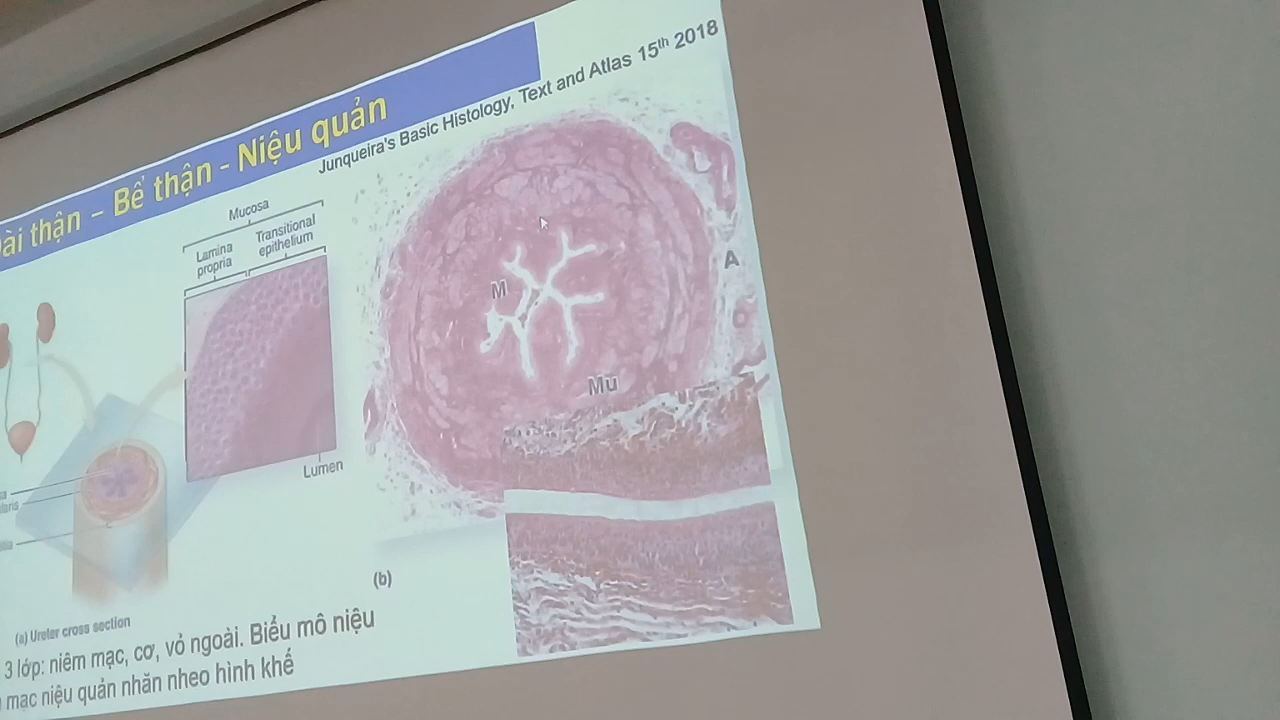 ài thận – Bể thận - Niệu quản
Junqueira's Basic Histology, Text and Atlas 15th 2018
Mucosa
Lamina propria
Transitional epithelium
M
A
Mu
Lumen
(b)
(a) Ureter cross section
3 lớp: niêm mạc, cơ, vỏ ngoài. Biểu mô niệu
mạc niệu quản nhăn nheo hình khế